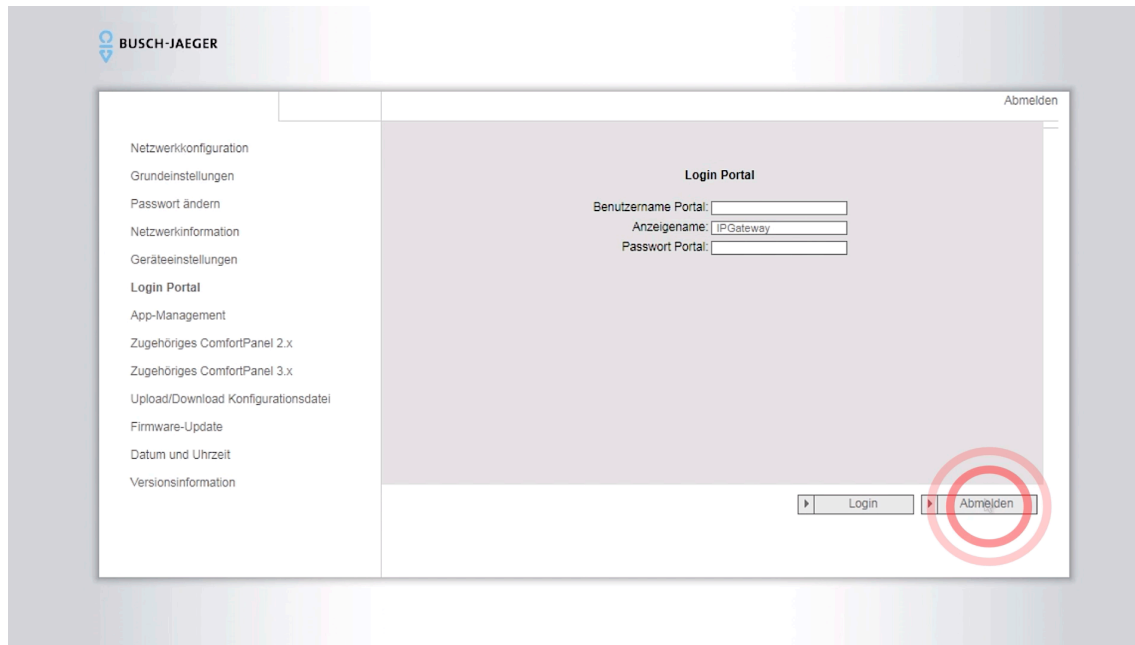 BUSCH-JAEGER
Abmelden
Netzwerkkonfiguration
Grundeinstellungen
Passwort ändern
Netzwerkinformation
Geräteeinstellungen
Login Portal
App-Management
Zugehöriges ComfortPanel 2.x
Zugehöriges ComfortPanel 3.x
Upload/Download Konfigurationsdatei
Firmware-Update
Datum und Uhrzeit
Versionsinformation
Login Portal
Benutzername Portal:
Anzeigename: IPGateway
Passwort Portal:
Login Abmelden